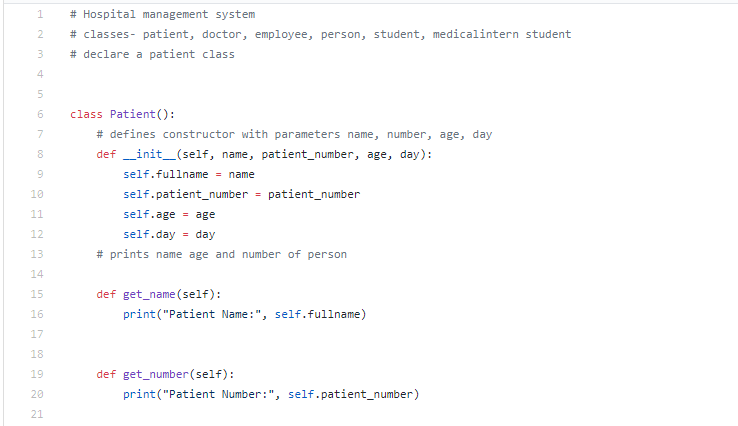 1 # Hospital management system
2 # classes- patient, doctor, employee, person, student, medicalintern student
3 # declare a patient class
4
5
6 class Patient():
7     # defines constructor with parameters name, number, age, day
8     def __init__(self, name, patient_number, age, day):
9         self.fullname = name
10         self.patient_number = patient_number
11         self.age = age
12         self.day = day
13     # prints name age and number of person
14
15     def get_name(self):
16         print("Patient Name:", self.fullname)
17
18
19     def get_number(self):
20         print("Patient Number:", self.patient_number)
21